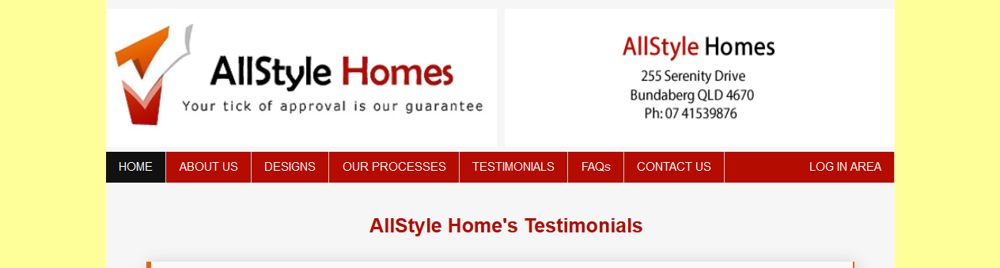 AllStyle Homes
Your tick of approval is our guarantee
AllStyle Homes
255 Serenity Drive
Bundaberg QLD 4670
Ph: 07 41539876
HOME ABOUT US DESIGNS OUR PROCESSES TESTIMONIALS FAQs CONTACT US LOG IN AREA
AllStyle Home's Testimonials